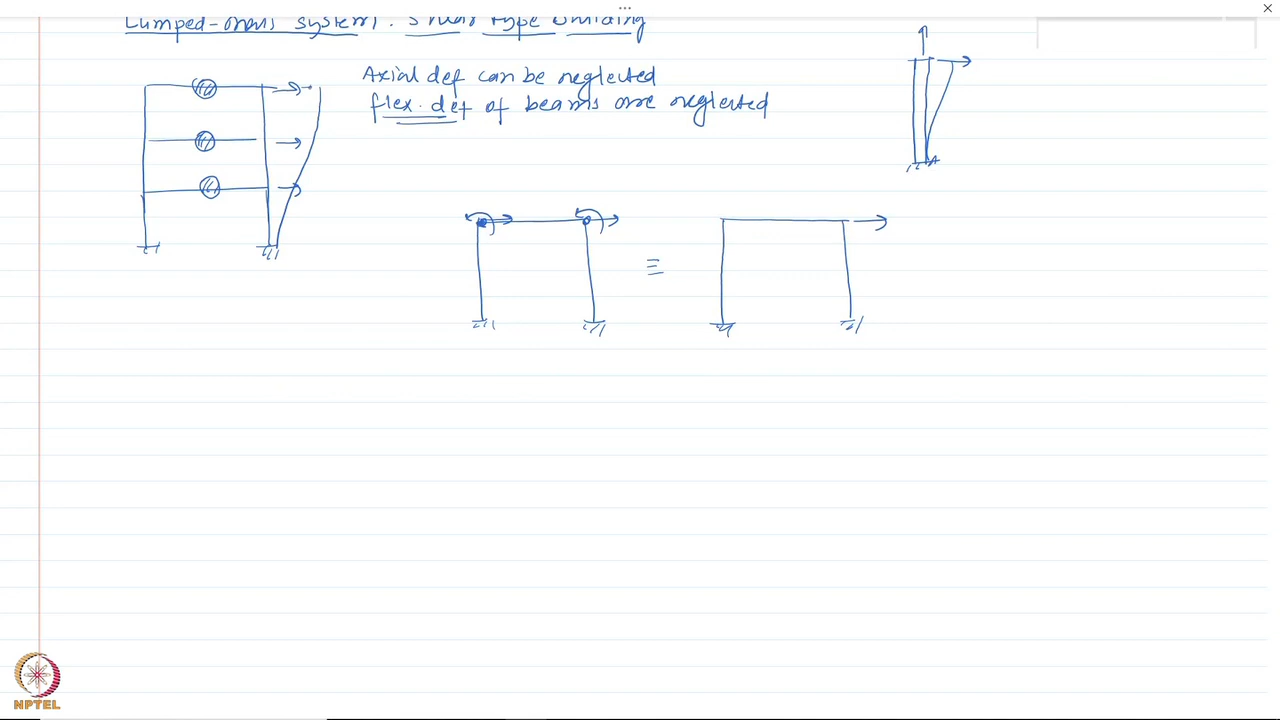 Lumped-mass system: Shear type building
Axial def can be neglected
flex. def of beams are neglected
A
NPTEL